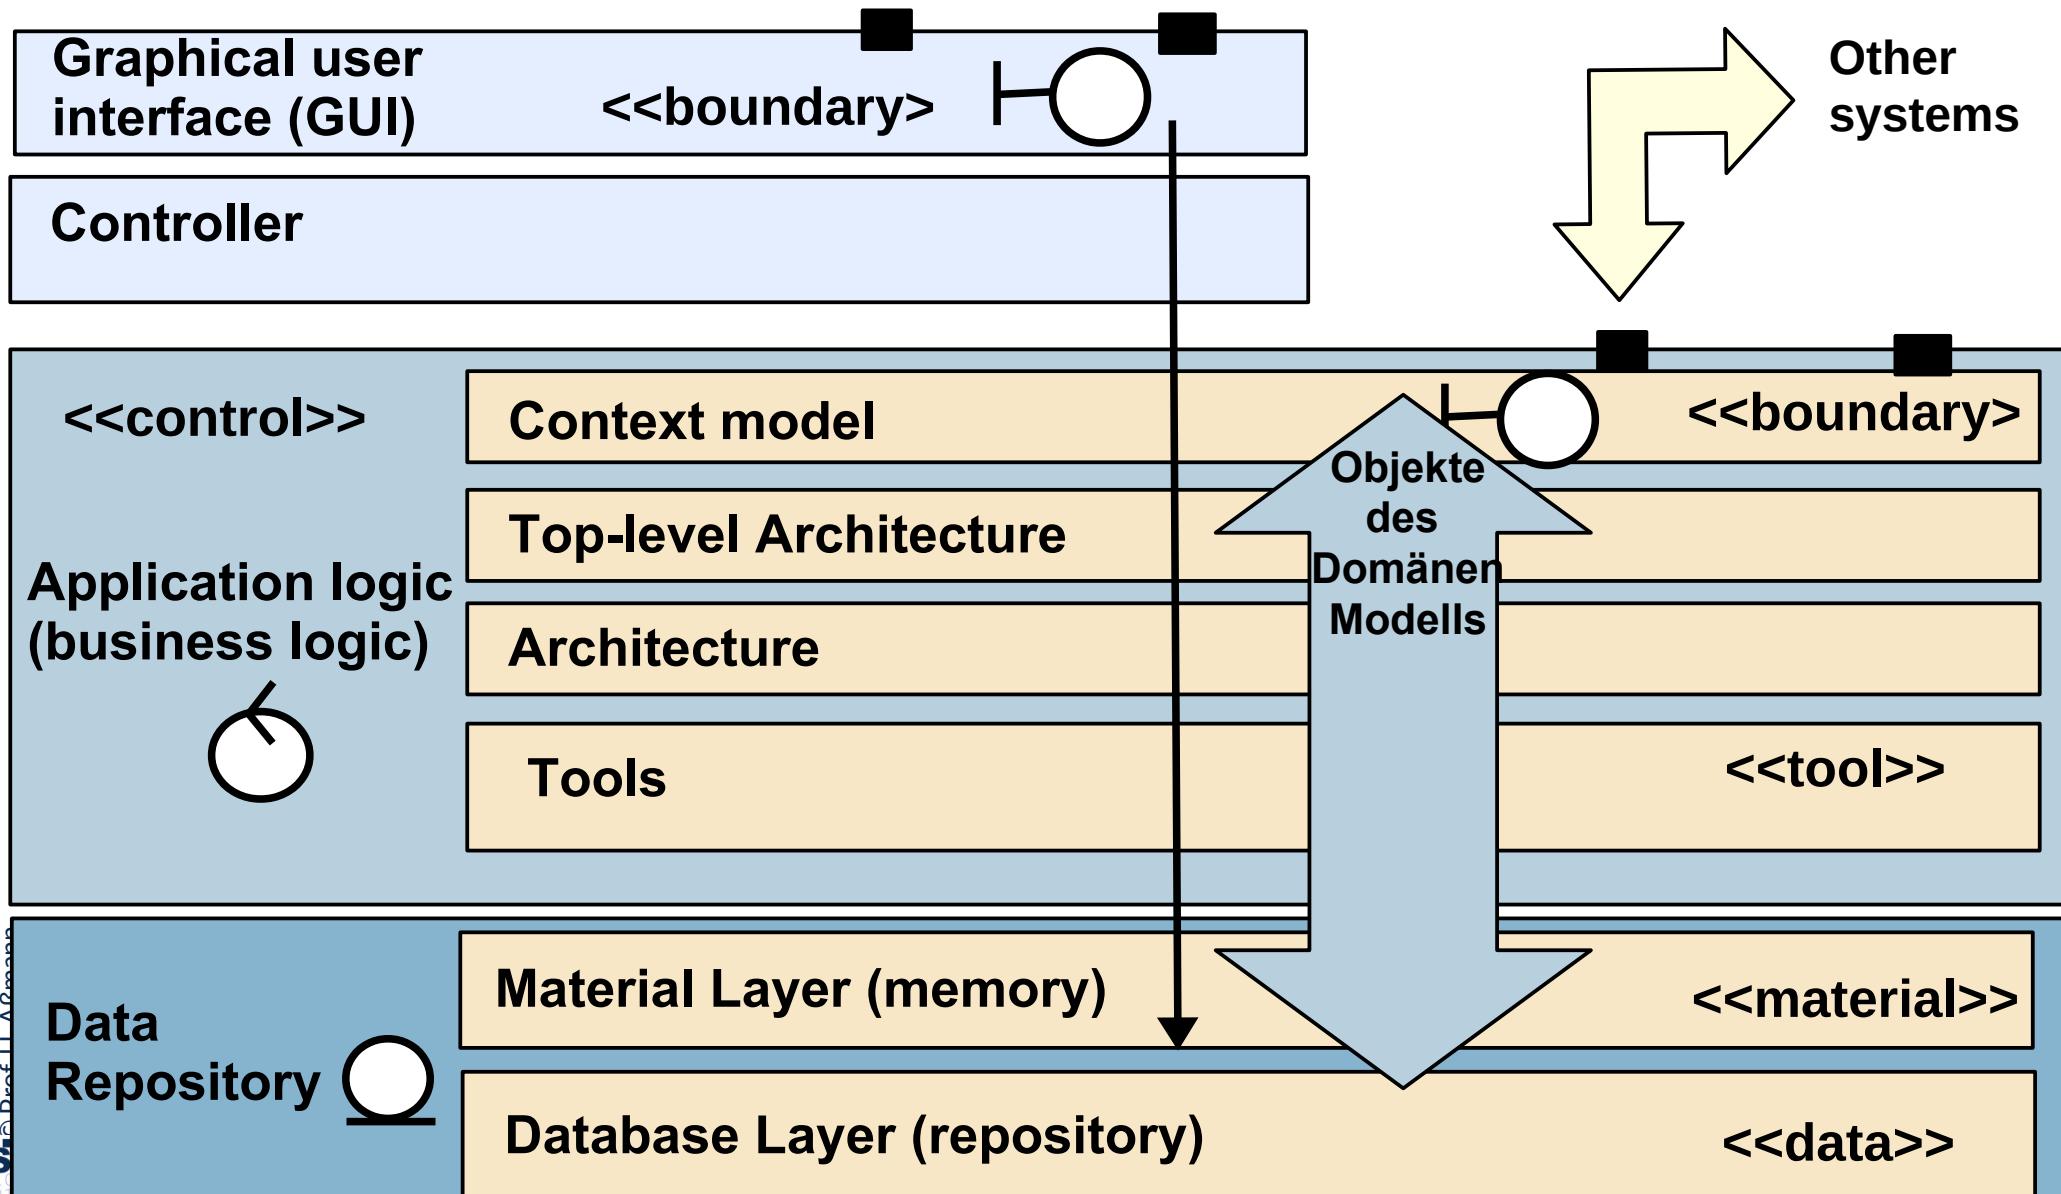 Graphical user
interface (GUI)
<<boundary>
Other
systems
Controller
<<control>>
Context model
<<boundary>
Objekte
des
Domänen
Modells
Top-level Architecture
Application logic
(business logic)
Architecture
Tools
<<tool>>
Data
Repository
Material Layer (memory)
<<material>>
Database Layer (repository)
<<data>>